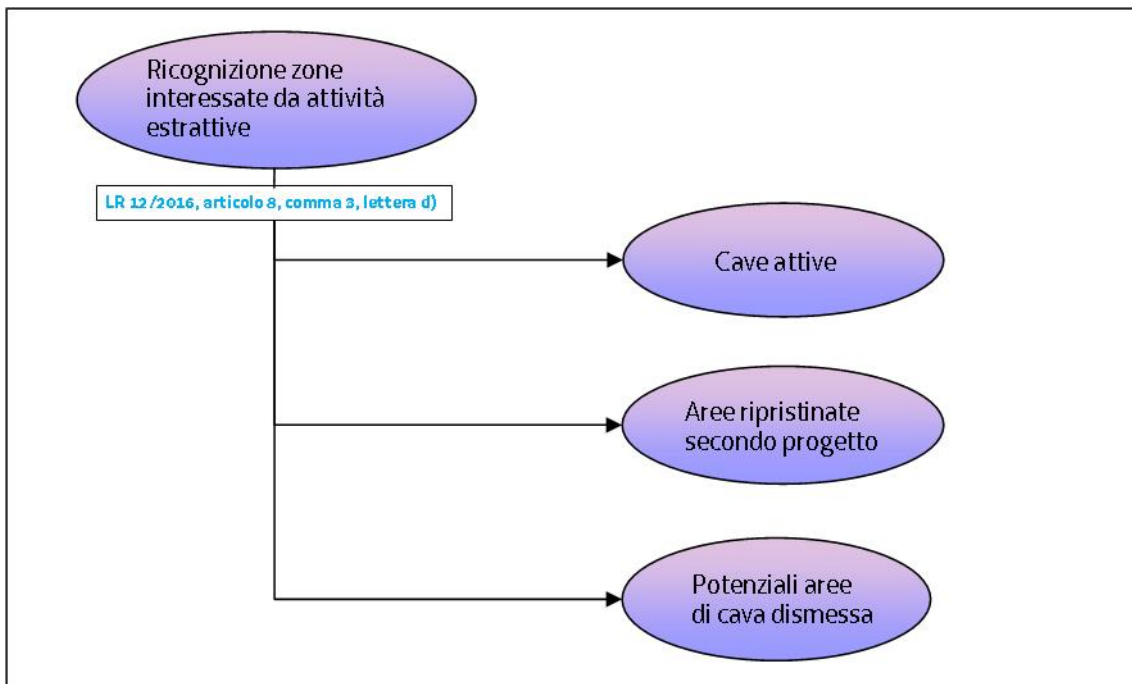 Ricognizione zone
interessate da attività
estrattive
LR 12/2016, articolo 8, comma 3, lettera d)
Cave attive
Aree ripristinate
secondo progetto
Potenziali aree
di cava dismessa